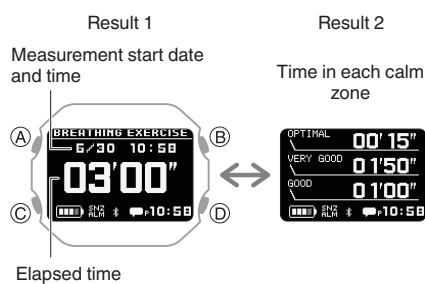 Result 1
Result 2
Measurement start date
and time
Time in each calm
zone
A
B
C
D
BREATHING EXERCISE
6/30 10:58
03'00"
SNZ
ALM
P10:58
OPTIMAL
00'15"
VERY GOOD
01'50"
GOOD
01'00"
SNZ
ALM
P10:58
Elapsed time